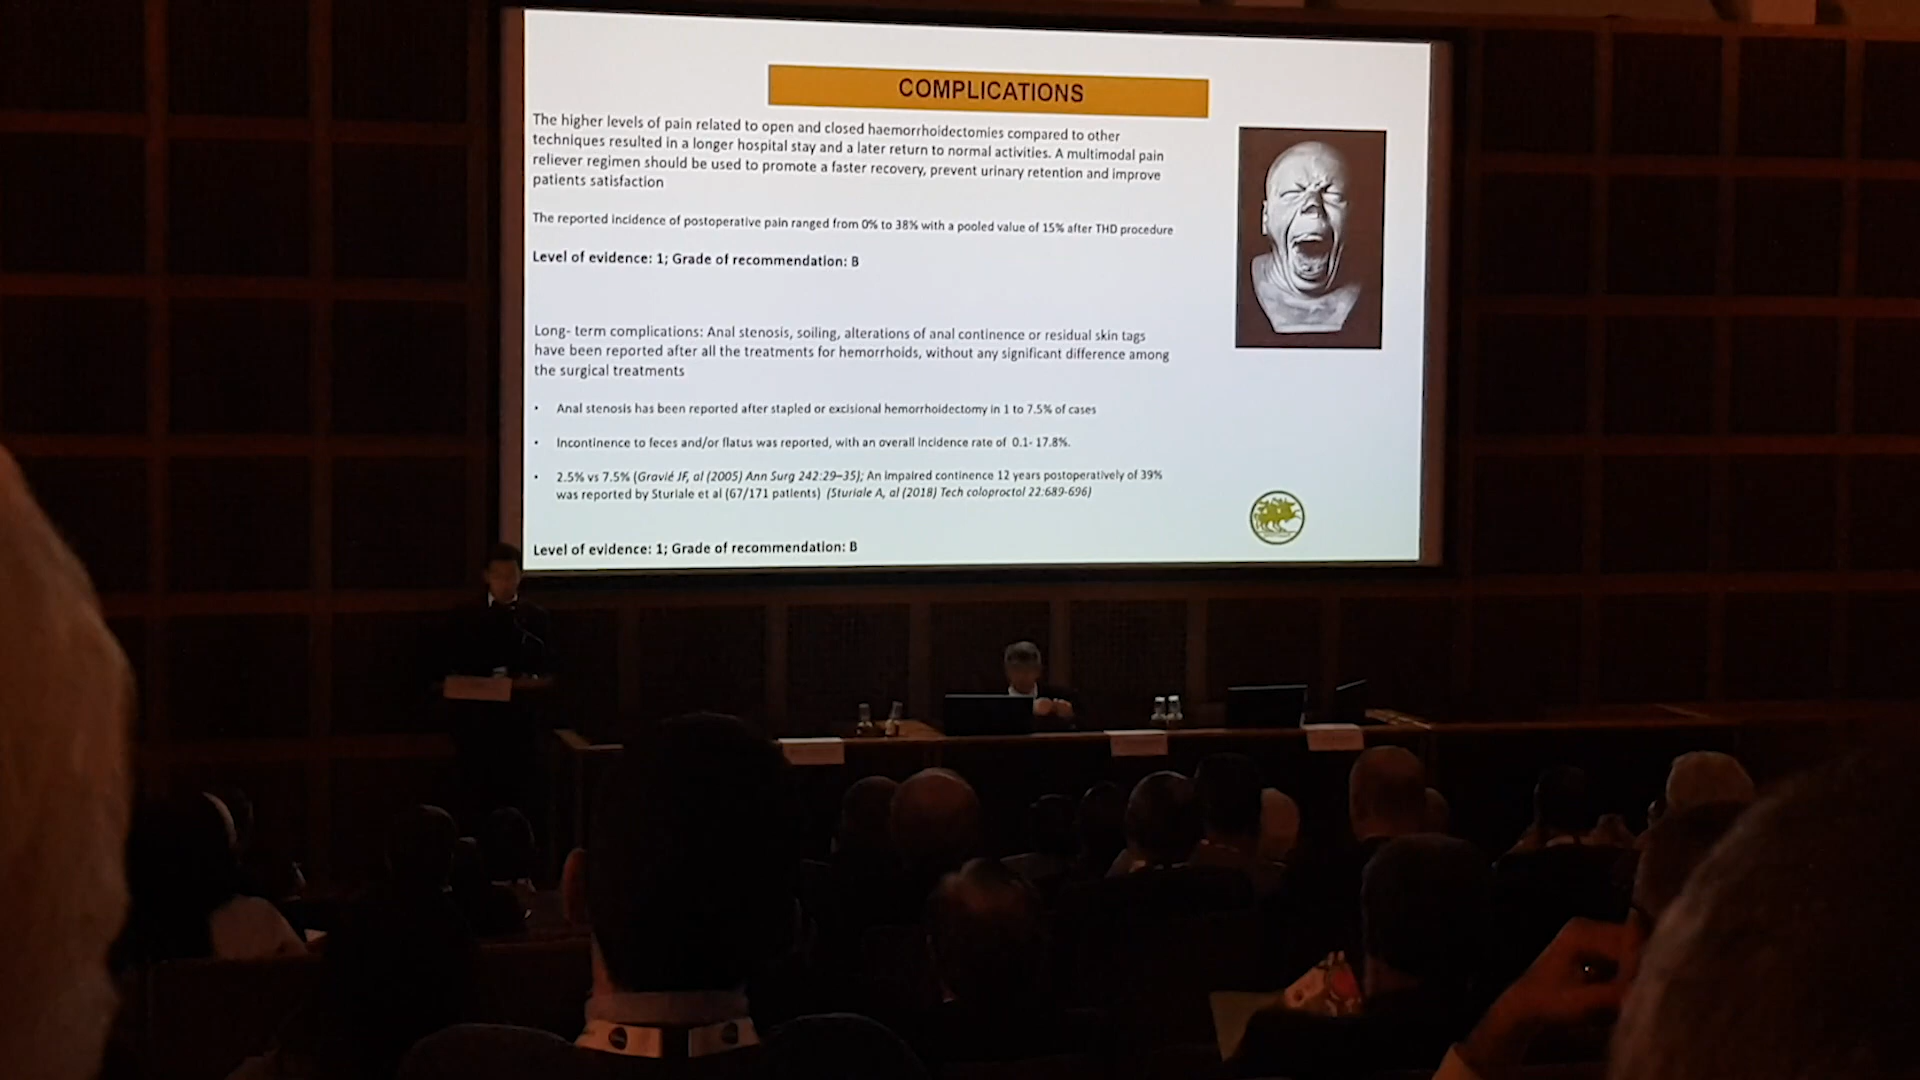 COMPLICATIONS
The higher levels of pain related to open and closed haemorrhoidectomies compared to other
techniques resulted in a longer hospital stay and a later return to normal activities. A multimodal pain
reliever regimen should be used to promote a faster recovery, prevent urinary retention and improve
patients satisfaction
The reported incidence of postoperative pain ranged from 0% to 38% with a pooled value of 15% after THD procedure
Level of evidence: 1; Grade of recommendation: B
Long- term complications: Anal stenosis, soiling, alterations of anal continence or residual skin tags
have been reported after all the treatments for hemorrhoids, without any significant difference among
the surgical treatments
• Anal stenosis has been reported after stapled or excisional hemorrhoidectomy in 1 to 7.5% of cases
• Incontinence to feces and/or flatus was reported, with an overall incidence rate of 0.1- 17.8%.
• 2.5% vs 7.5% (Gravié JF, al (2005) Ann Surg 242:29–35); An impaired continence 12 years postoperatively of 39%
was reported by Sturiale et al (67/171 patients) (Sturiale A, al (2018) Tech coloproctol 22:689-696)
Level of evidence: 1; Grade of recommendation: B